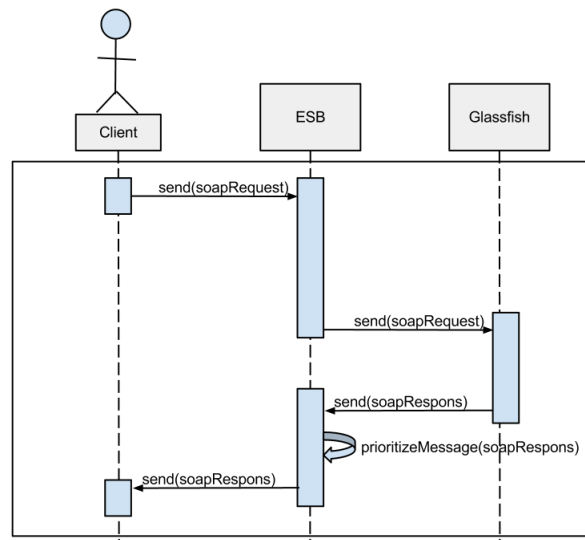 Client
ESB
Glassfish
send(soapRequest)
send(soapRequest)
send(soapRespons)
prioritizeMessage(soapRespons)
send(soapRespons)